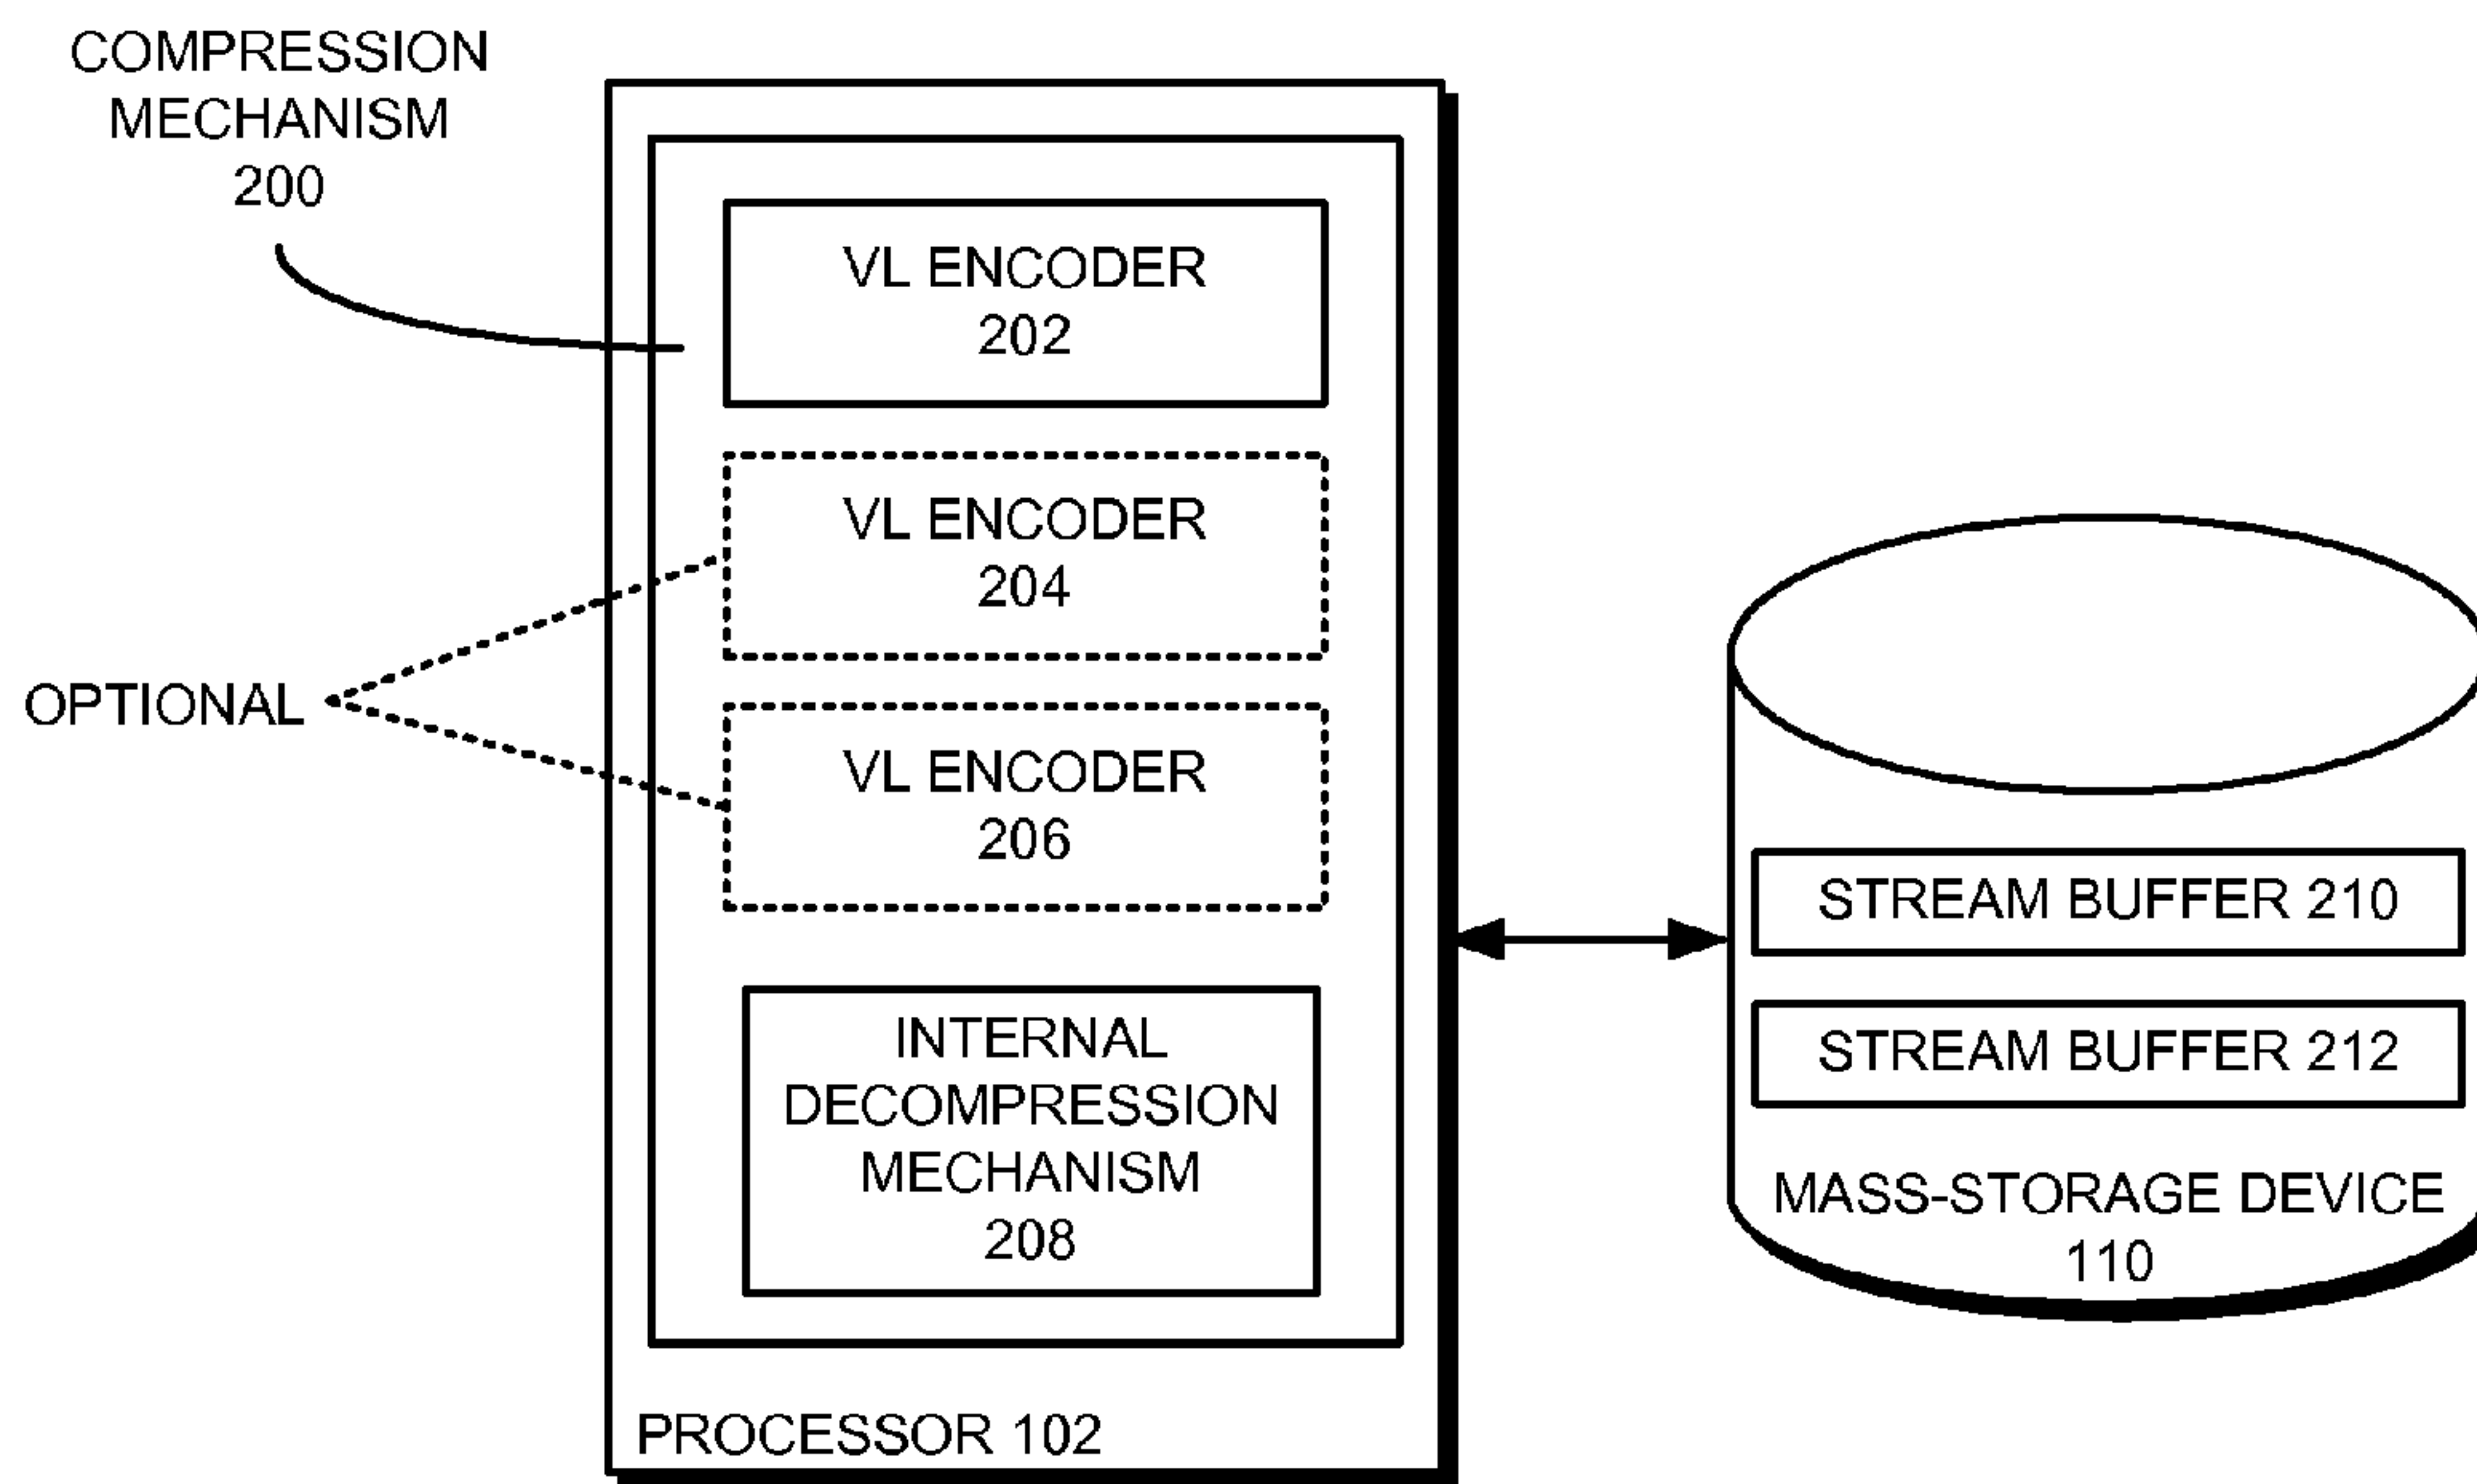 COMPRESSION
MECHANISM
200
VL ENCODER
202
VL ENCODER
204
OPTIONAL
VL ENCODER
206
INTERNAL
DECOMPRESSION
MECHANISM
208
PROCESSOR 102
STREAM BUFFER 210
STREAM BUFFER 212
MASS-STORAGE DEVICE
110